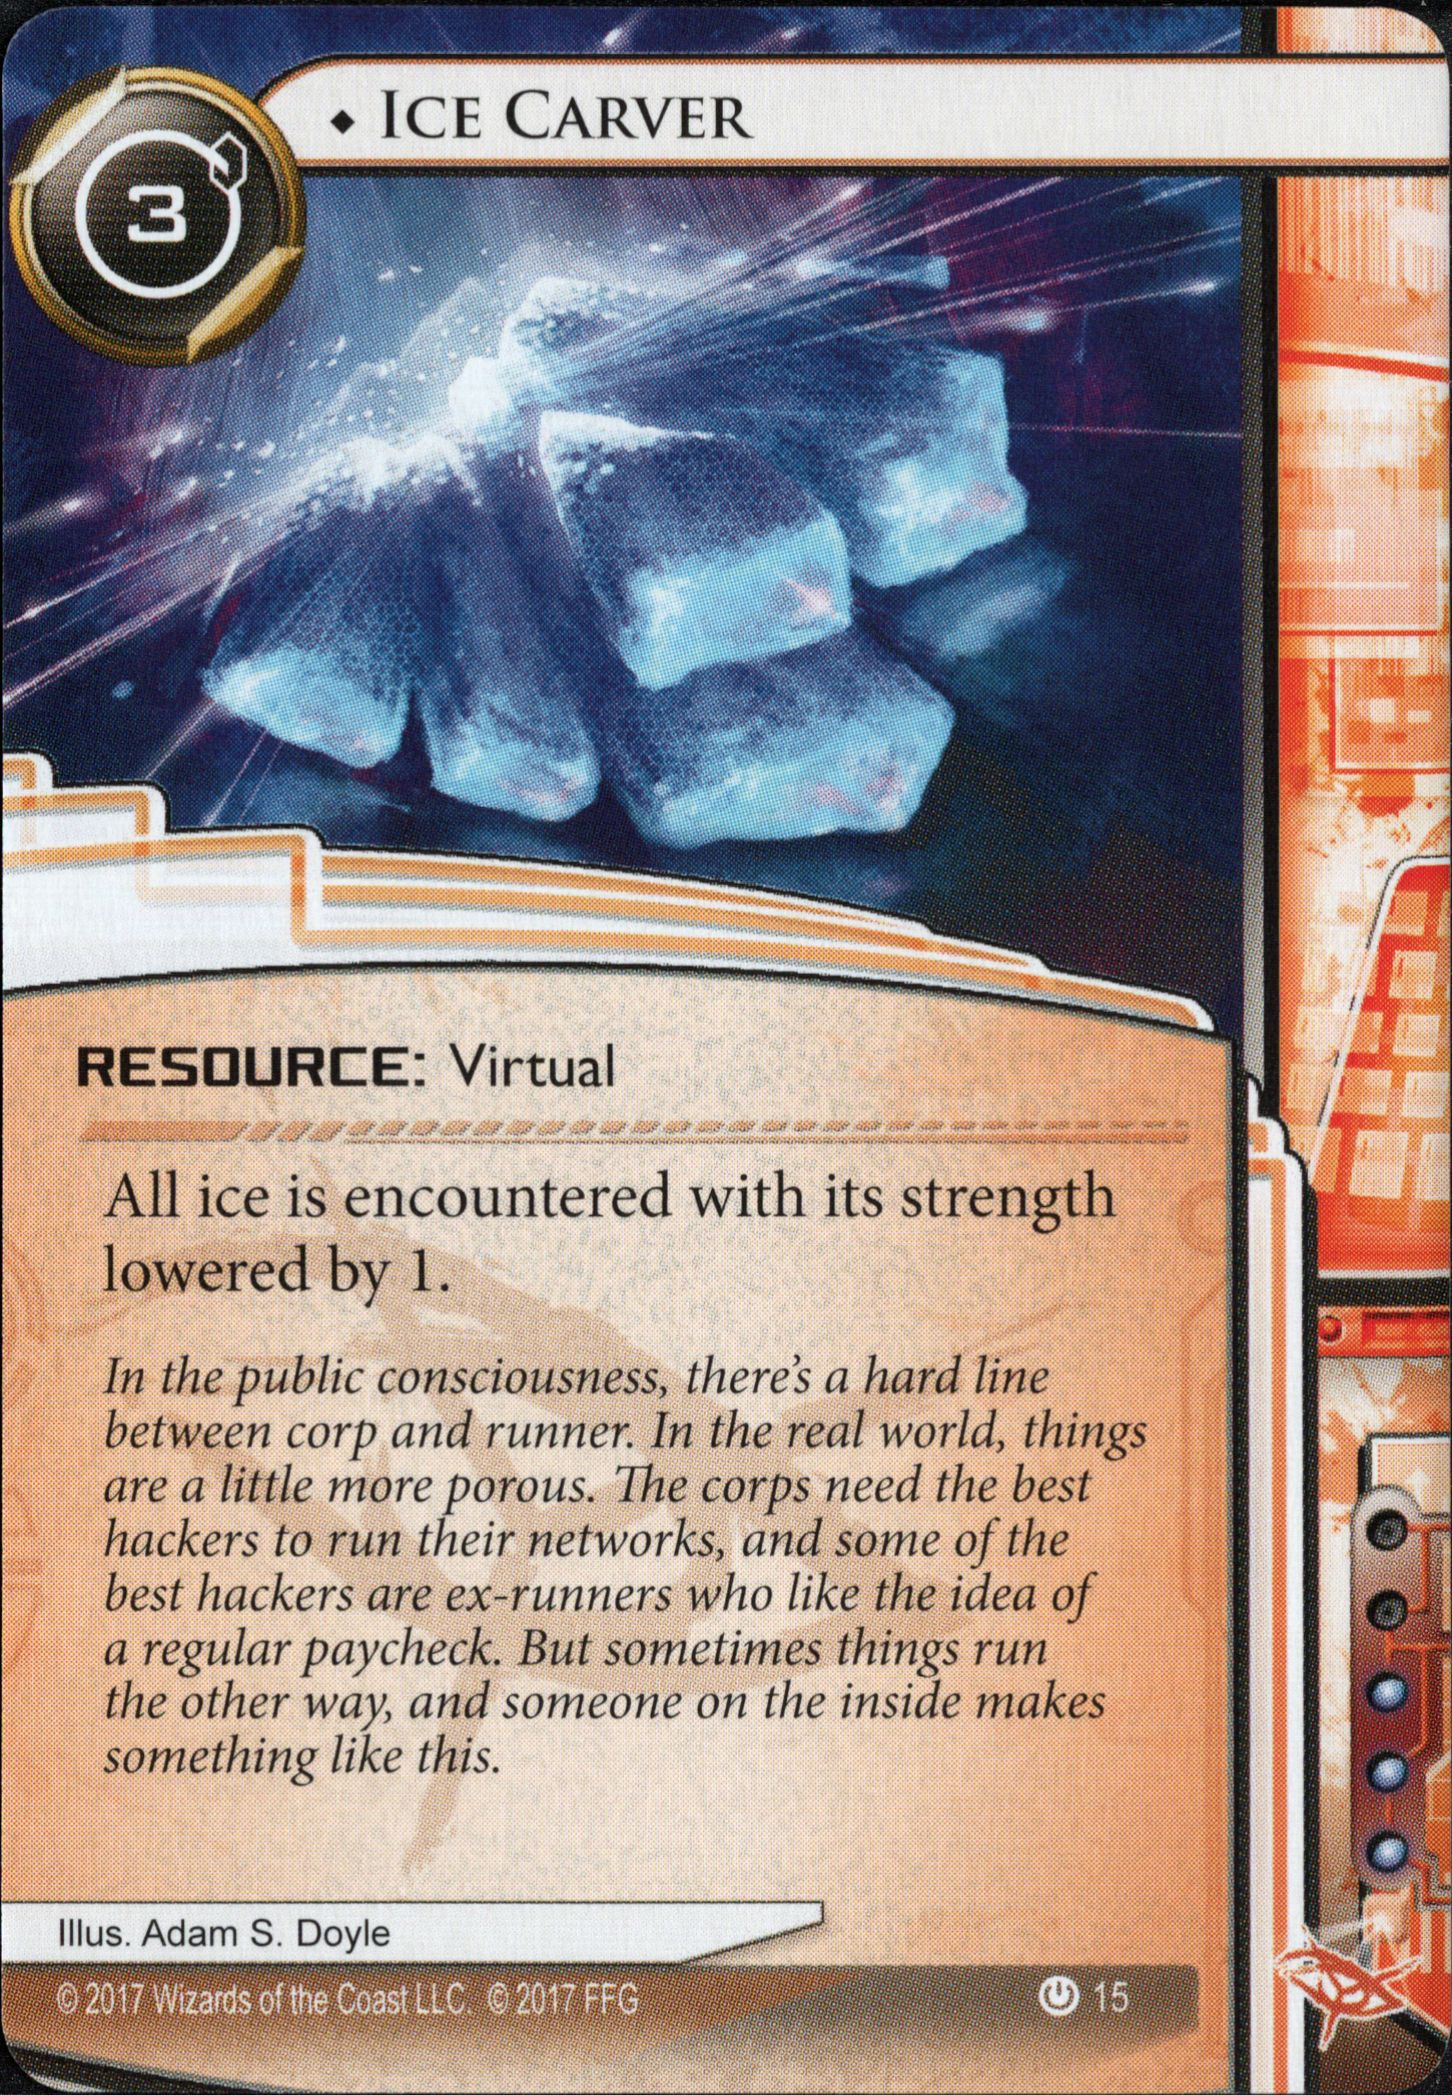 3
◆ ICE CARVER
RESOURCE: Virtual
All ice is encountered with its strength
lowered by 1.
In the public consciousness, there's a hard line
between corp and runner. In the real world, things
are a little more porous. The corps need the best
hackers to run their networks, and some of the
best hackers are ex-runners who like the idea of
a regular paycheck. But sometimes things run
the other way, and someone on the inside makes
something like this.
Illus. Adam S. Doyle
© 2017 Wizards of the Coast LLC. © 2017 FFG
15